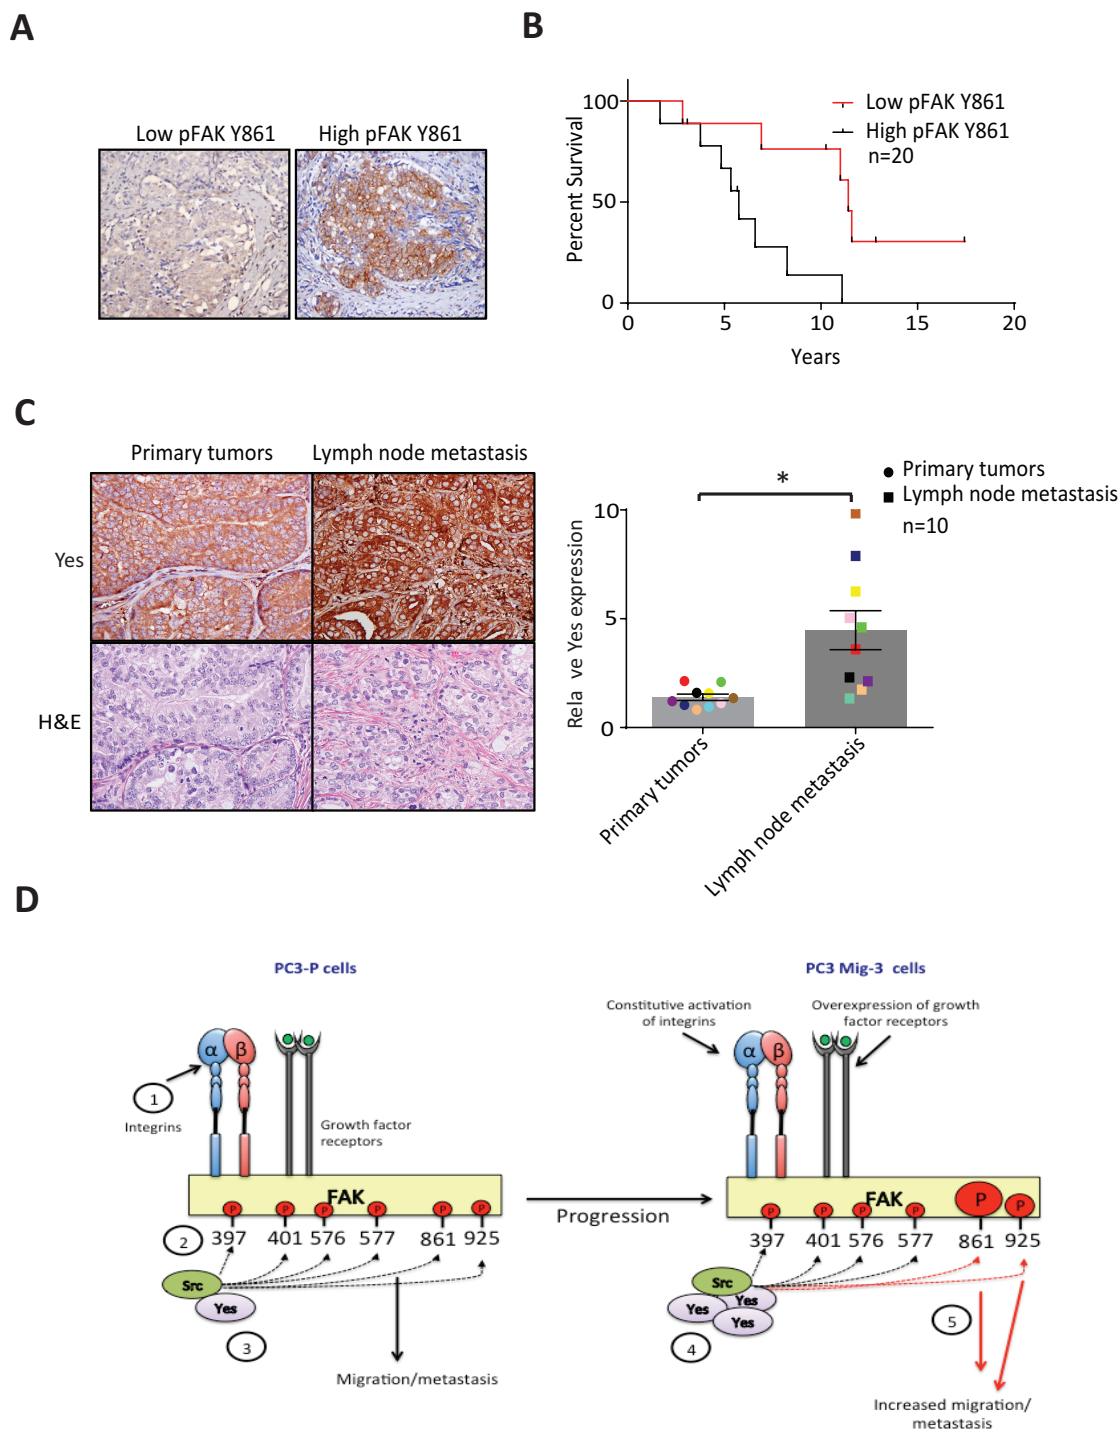 A
Low pFAK Y861
High pFAK Y861
B
Percent Survival
100
50
0
0
5
10
15
20
Years
Low pFAK Y861
High pFAK Y861
n=20
C
Primary tumors
Lymph node metastasis
Yes
H&E
Rela ve Yes expression
10
5
0
*
Primary tumors
Lymph node metastasis
n=10
Primary tumors
Lymph node metastasis
D
PC3-P cells
α
β
1
Integrins
Growth factor
receptors
FAK
P
P
P
P
P
P
2
397
401
576
577
861
925
Src
Yes
3
Migration/metastasis
Progression
PC3 Mig-3 cells
Constitutive activation
of integrins
Overexpression of growth
factor receptors
α
β
FAK
P
P
P
P
P
P
397
401
576
577
861
925
Src
Yes
Yes
Yes
4
5
Increased migration/
metastasis